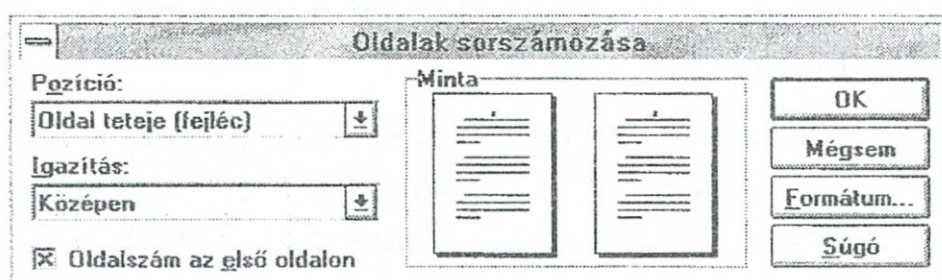 Oldalak sorszámozása
Pozíció:
Oldal teteje (fejléc)
Igazítás:
Középen
Oldalszám az első oldalon
Minta
OK
Mégsem
Formátum...
Súgó